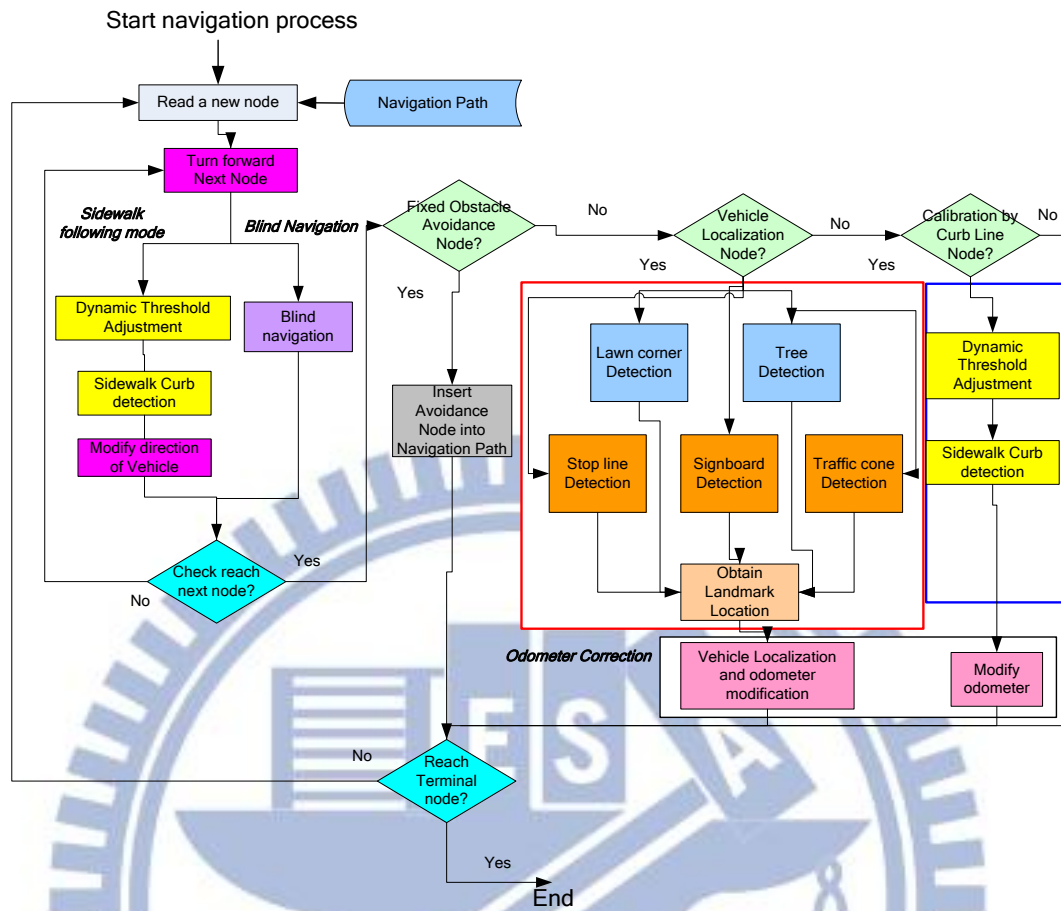 Start navigation process
Read a new node
Navigation Path
Turn forward
Next Node
Sidewalk
following mode
Blind Navigation
Dynamic Threshold
Adjustment
Blind
navigation
Sidewalk Curb
detection
Modify direction
of Vehicle
Check reach
next node?
No
Yes
Fixed Obstacle
Avoidance
Node?
No
Yes
Insert
Avoidance
Node into
Navigation Path
Vehicle
Localization
Node?
No
Yes
Lawn corner
Detection
Tree
Detection
Stop line
Detection
Signboard
Detection
Traffic cone
Detection
Obtain
Landmark
Location
Calibration by
Curb Line
Node?
No
Yes
Dynamic
Threshold
Adjustment
Sidewalk Curb
detection
Odometer Correction
Vehicle Localization
and odometer
modification
Modify
odometer
Reach
Terminal
node?
No
Yes
End
ESA
8